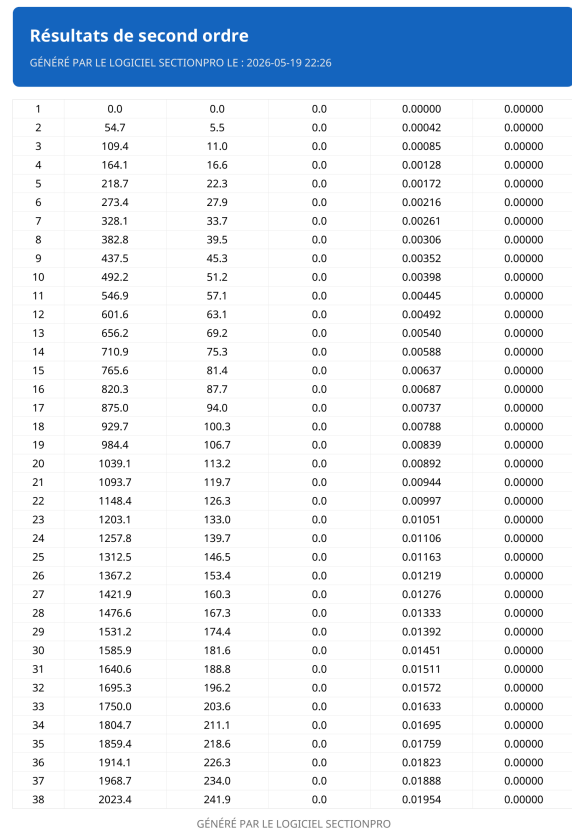 Résultats de second ordre
GÉNÉRÉ PAR LE LOGICIEL SECTIONPRO LE : 2026-05-19 22:26
1 0.0 0.0 0.0 0.00000 0.00000
2 54.7 5.5 0.0 0.00042 0.00000
3 109.4 11.0 0.0 0.00085 0.00000
4 164.1 16.6 0.0 0.00128 0.00000
5 218.7 22.3 0.0 0.00172 0.00000
6 273.4 27.9 0.0 0.00216 0.00000
7 328.1 33.7 0.0 0.00261 0.00000
8 382.8 39.5 0.0 0.00306 0.00000
9 437.5 45.3 0.0 0.00352 0.00000
10 492.2 51.2 0.0 0.00398 0.00000
11 546.9 57.1 0.0 0.00445 0.00000
12 601.6 63.1 0.0 0.00492 0.00000
13 656.2 69.2 0.0 0.00540 0.00000
14 710.9 75.3 0.0 0.00588 0.00000
15 765.6 81.4 0.0 0.00637 0.00000
16 820.3 87.7 0.0 0.00687 0.00000
17 875.0 94.0 0.0 0.00737 0.00000
18 929.7 100.3 0.0 0.00788 0.00000
19 984.4 106.7 0.0 0.00839 0.00000
20 1039.1 113.2 0.0 0.00892 0.00000
21 1093.7 119.7 0.0 0.00944 0.00000
22 1148.4 126.3 0.0 0.00997 0.00000
23 1203.1 133.0 0.0 0.01051 0.00000
24 1257.8 139.7 0.0 0.01106 0.00000
25 1312.5 146.5 0.0 0.01163 0.00000
26 1367.2 153.4 0.0 0.01219 0.00000
27 1421.9 160.3 0.0 0.01276 0.00000
28 1476.6 167.3 0.0 0.01333 0.00000
29 1531.2 174.4 0.0 0.01392 0.00000
30 1585.9 181.6 0.0 0.01451 0.00000
31 1640.6 188.8 0.0 0.01511 0.00000
32 1695.3 196.2 0.0 0.01572 0.00000
33 1750.0 203.6 0.0 0.01633 0.00000
34 1804.7 211.1 0.0 0.01695 0.00000
35 1859.4 218.6 0.0 0.01759 0.00000
36 1914.1 226.3 0.0 0.01823 0.00000
37 1968.7 234.0 0.0 0.01888 0.00000
38 2023.4 241.9 0.0 0.01954 0.00000
GÉNÉRÉ PAR LE LOGICIEL SECTIONPRO